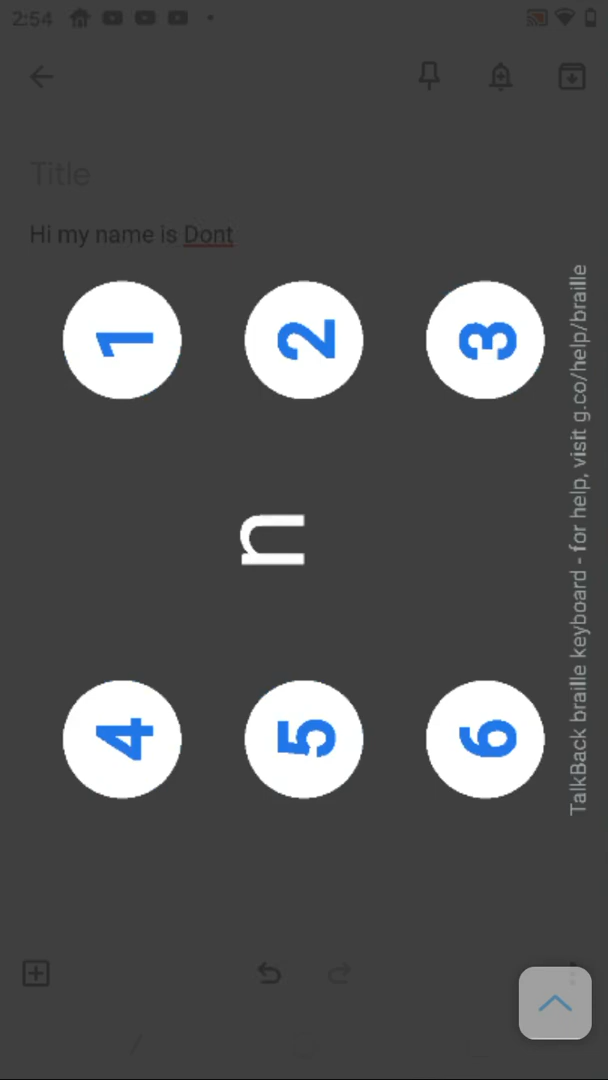 2:54
Title
Hi my name is Dont
1 2 3
n
4 5 6
TalkBack braille keyboard - for help, visit g.co/help/braille